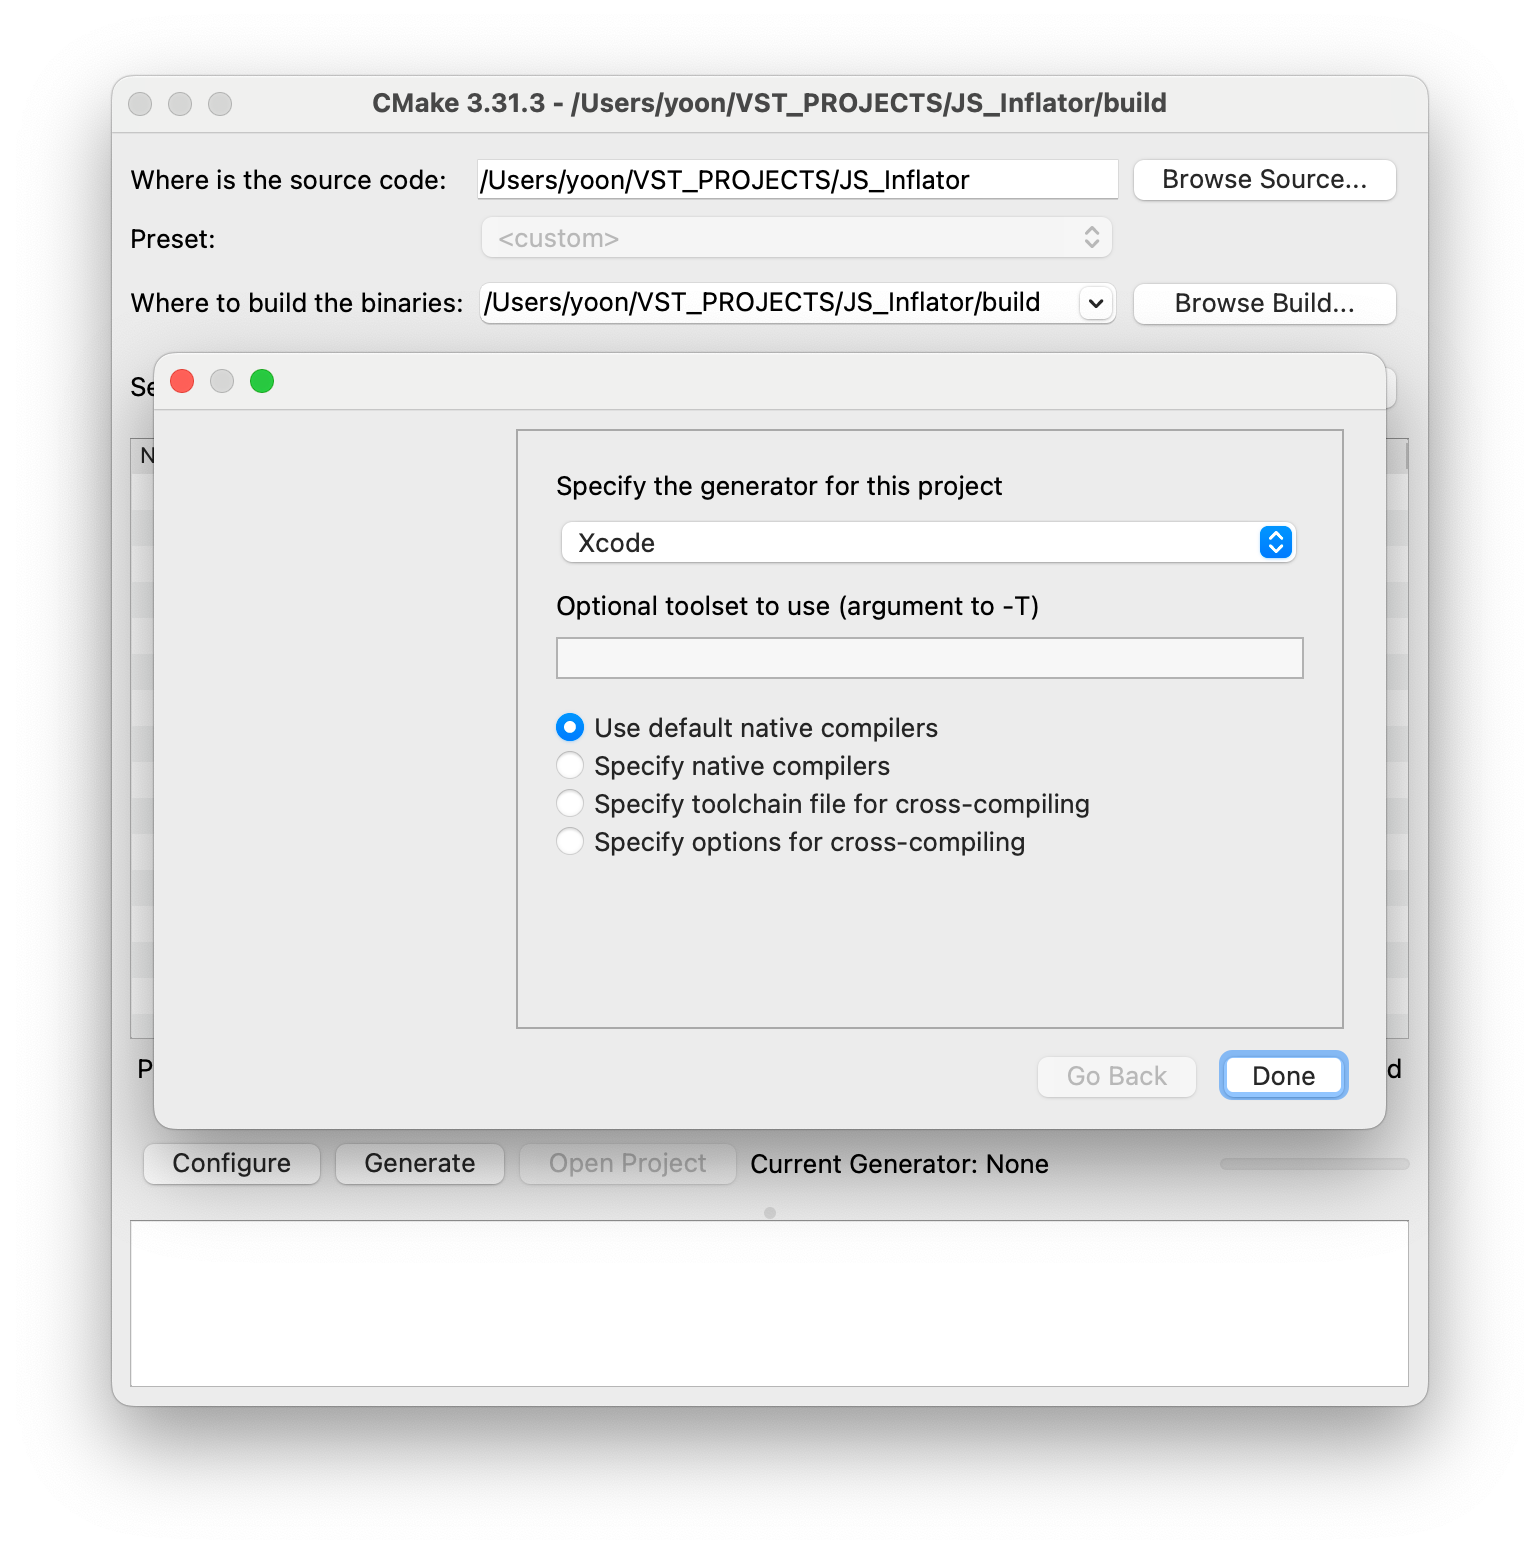 CMake 3.31.3 - /Users/yoon/VST_PROJECTS/JS_Inflator/build
Where is the source code: /Users/yoon/VST_PROJECTS/JS_Inflator Browse Source...
Preset: <custom>
Where to build the binaries: /Users/yoon/VST_PROJECTS/JS_Inflator/build Browse Build...
Specify the generator for this project
Xcode
Optional toolset to use (argument to -T)
Use default native compilers
Specify native compilers
Specify toolchain file for cross-compiling
Specify options for cross-compiling
Go Back Done
Configure Generate Open Project Current Generator: None